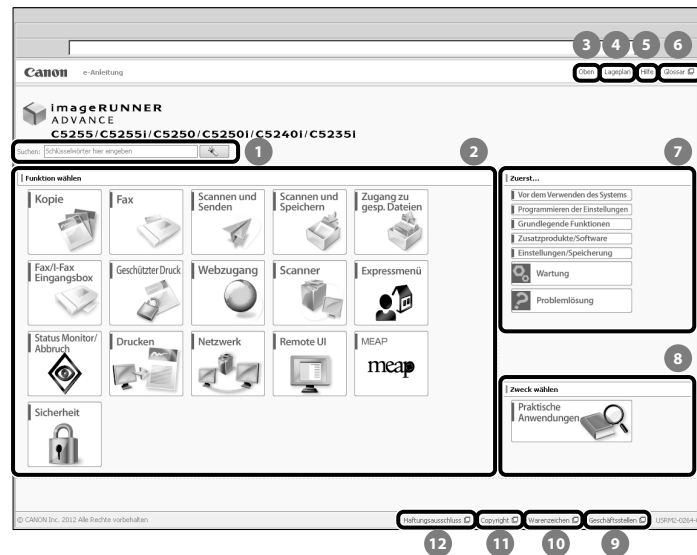 3 4 5 6
Canon e-Anleitung
Oben Lageplan Hilfe Glossar
imageRUNNER
ADVANCE
C5255/C5255i/C5250/C5250i/C5240i/C5235i
Suchen: Schlüsselwörter hier eingeben
1 2 7
Funktion wählen
Kopie
Fax
Scannen und
Senden
Scannen und
Speichern
Zugang zu
gesp. Dateien
Fax/I-Fax
Eingangsbox
Geschützter Druck
Webzugang
Scanner
Expressmenü
Status Monitor/
Abbruch
Drucken
Netzwerk
Remote UI
MEAP
meap
Sicherheit
Zuerst...
Vor dem Verwenden des Systems
Programmieren der Einstellungen
Grundlegende Funktionen
Zusatzprodukte/Software
Einstellungen/Speicherung
Wartung
Problemlösung
8
Zweck wählen
Praktische
Anwendungen
© CANON Inc. 2012 Alle Rechte vorbehalten
Haftungsausschluss Copyright Warenzeichen Geschäftsstellen
USRM2-0264-
12 11 10 9